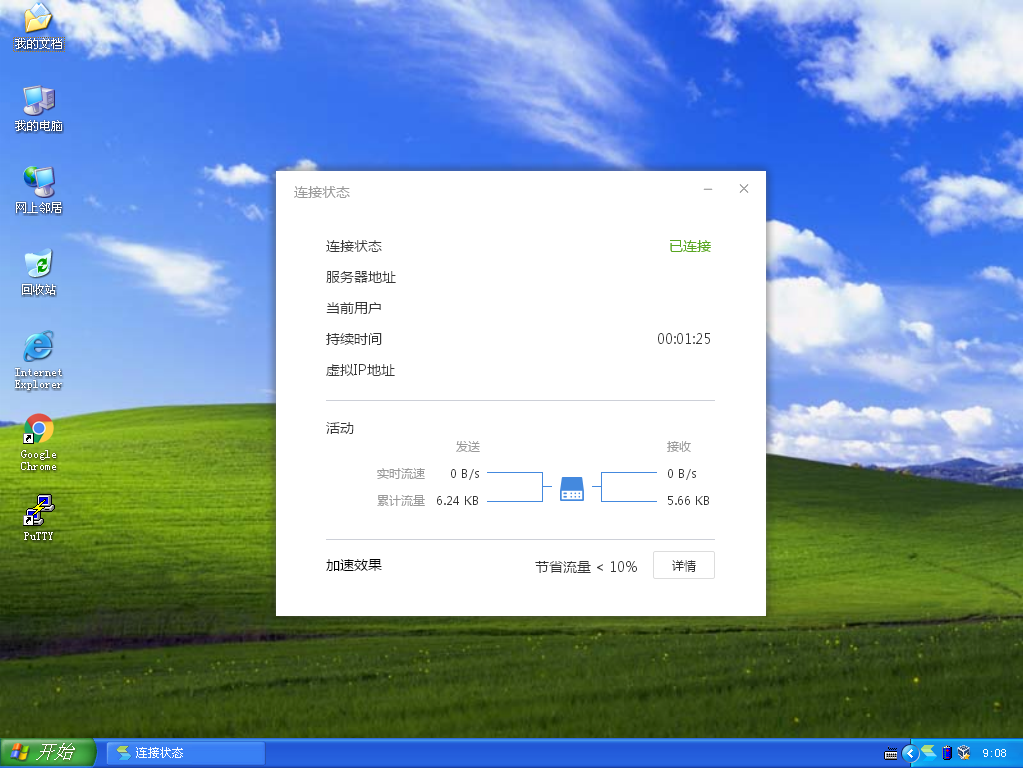 我的文档
我的电脑
网上邻居
回收站
Internet
Explorer
Google
Chrome
PuTTY
连接状态
连接状态 已连接
服务器地址
当前用户
持续时间 00:01:25
虚拟IP地址
活动
发送 接收
实时流速 0 B/s 0 B/s
累计流量 6.24 KB 5.66 KB
加速效果 节省流量 < 10% 详情
开始 连接状态 9:08